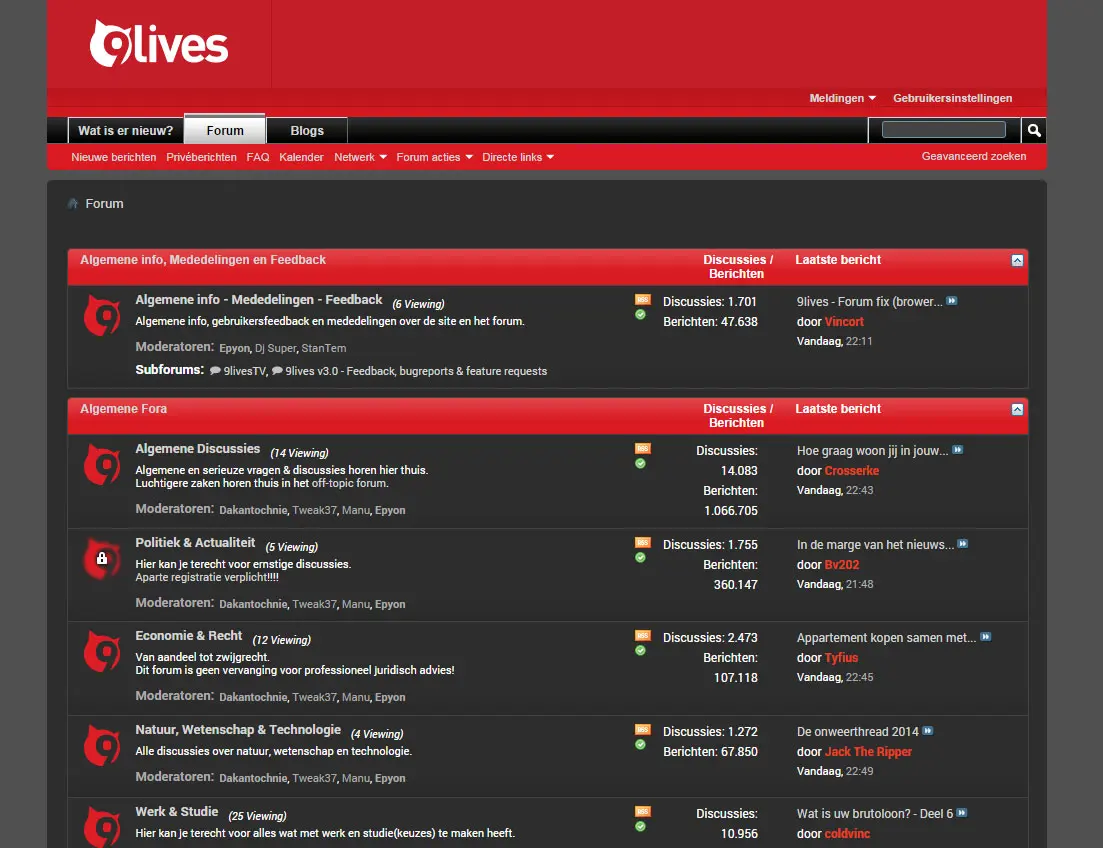 9lives
Meldingen Gebruikersinstellingen
Wat is er nieuw? Forum Blogs
Nieuwe berichten Privéberichten FAQ Kalender Netwerk Forum acties Directe links Geavanceerd zoeken
Forum
Algemene info, Mededelingen en Feedback Discussies / Berichten Laatste bericht
Algemene info - Mededelingen - Feedback (6 Viewing)
Algemene info, gebruikersfeedback en mededelingen over de site en het forum.
Moderatoren: Epyon, Dj Super, StanTem
Subforums: 9livesTV, 9lives v3.0 - Feedback, bugreports & feature requests
RSS
Discussies: 1.701
Berichten: 47.638
9lives - Forum fix (brower...
door Vincort
Vandaag, 22:11
Algemene Fora Discussies / Berichten Laatste bericht
Algemene Discussies (14 Viewing)
Algemene en serieuze vragen & discussies horen hier thuis.
Luchtigere zaken horen thuis in het off-topic forum.
Moderatoren: Dakantochnie, Tweak37, Manu, Epyon
RSS
Discussies:
14.083
Berichten:
1.066.705
Hoe graag woon jij in jouw...
door Crosserke
Vandaag, 22:43
Politiek & Actualiteit (5 Viewing)
Hier kan je terecht voor ernstige discussies.
Aparte registratie verplicht!!!!
Moderatoren: Dakantochnie, Tweak37, Manu, Epyon
RSS
Discussies: 1.755
Berichten:
360.147
In de marge van het nieuws...
door Bv202
Vandaag, 21:48
Economie & Recht (12 Viewing)
Van aandeel tot zwijgrecht.
Dit forum is geen vervanging voor professioneel juridisch advies!
Moderatoren: Dakantochnie, Tweak37, Manu, Epyon
RSS
Discussies: 2.473
Berichten:
107.118
Appartement kopen samen met...
door Tyfius
Vandaag, 22:45
Natuur, Wetenschap & Technologie (4 Viewing)
Alle discussies over natuur, wetenschap en technologie.
Moderatoren: Dakantochnie, Tweak37, Manu, Epyon
RSS
Discussies: 1.272
Berichten: 67.850
De onweerthread 2014
door Jack The Ripper
Vandaag, 22:49
Werk & Studie (25 Viewing)
Hier kan je terecht voor alles wat met werk en studie(keuzes) te maken heeft.
RSS
Discussies:
10.956
Wat is uw brutoloon? - Deel 6
door coldvinc